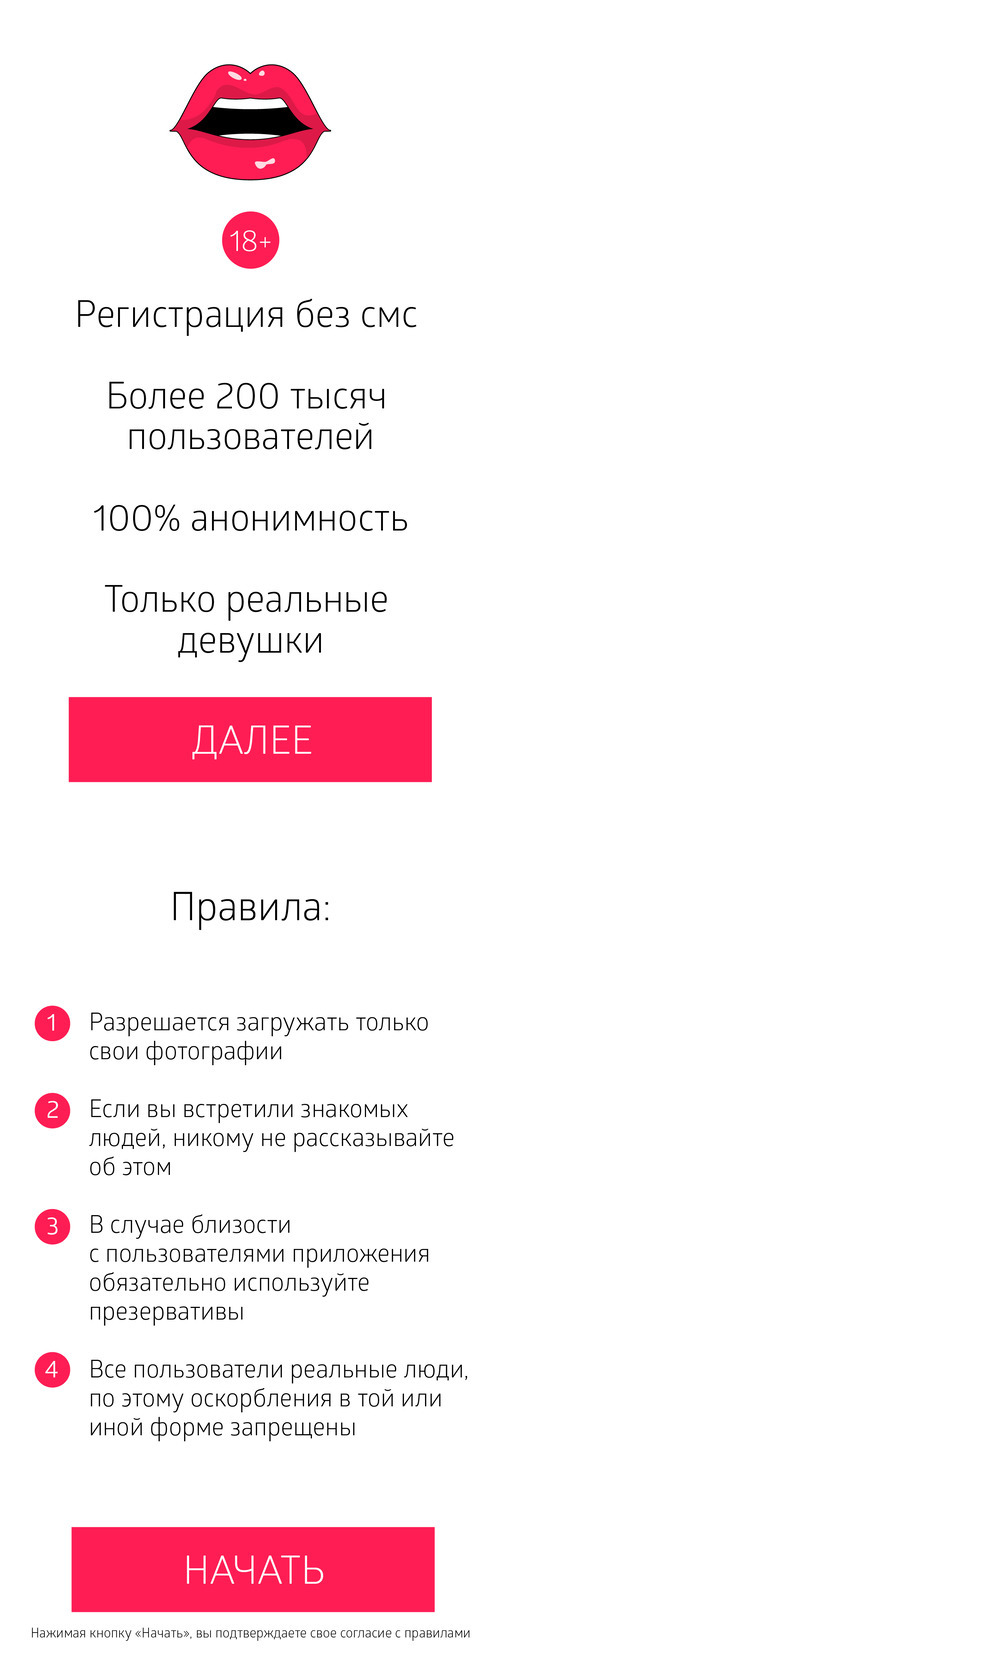 18+
Регистрация без смс
Более 200 тысяч
пользователей
100% анонимность
Только реальные
девушки
ДАЛЕЕ
Правила:
1 Разрешается загружать только
свои фотографии
2 Если вы встретили знакомых
людей, никому не рассказывайте
об этом
3 В случае близости
с пользователями приложения
обязательно используйте
презервативы
4 Все пользователи реальные люди,
по этому оскорбления в той или
иной форме запрещены
НАЧАТЬ
Нажимая кнопку «Начать», вы подтверждаете свое согласие с правилами